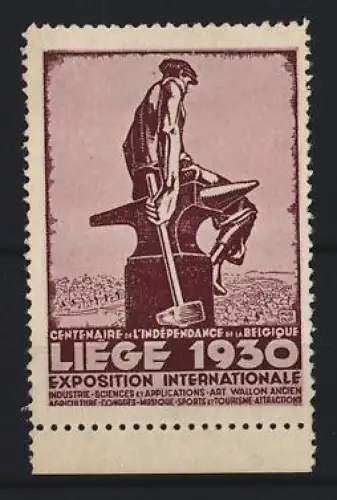 CENTENAIRE DE L'INDÉPENDANCE DE LA BELGIQUE
LIÈGE 1930
EXPOSITION INTERNATIONALE
INDUSTRIE-SCIENCES ET APPLICATIONS-ART WALLON ANCIEN
AGRICULTURE-CONGRÈS-MUSIQUE-SPORTS ET TOURISME-ATTRACTIONS